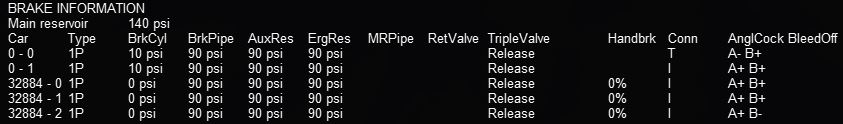 BRAKE INFORMATION
Main reservoir 140 psi
Car Type BrkCyl BrkPipe AuxRes ErgRes MRPipe RetValve TripleValve Handbrk Conn AnglCock BleedOff
0 - 0 1P 10 psi 90 psi 90 psi 90 psi Release T A- B+
0 - 1 1P 10 psi 90 psi 90 psi 90 psi Release I A+ B+
32884 - 0 1P 0 psi 90 psi 90 psi 90 psi Release 0% I A+ B+
32884 - 1 1P 0 psi 90 psi 90 psi 90 psi Release 0% I A+ B+
32884 - 2 1P 0 psi 90 psi 90 psi 90 psi Release 0% I A+ B-